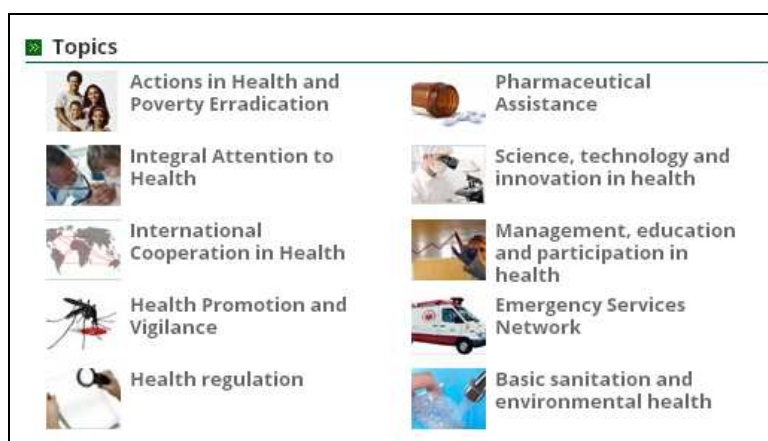 Topics
Actions in Health and
Poverty Erradication
Pharmaceutical
Assistance
Integral Attention to
Health
Science, technology and
innovation in health
International
Cooperation in Health
Management, education
and participation in
health
Health Promotion and
Vigilance
Emergency Services
Network
Health regulation
Basic sanitation and
environmental health